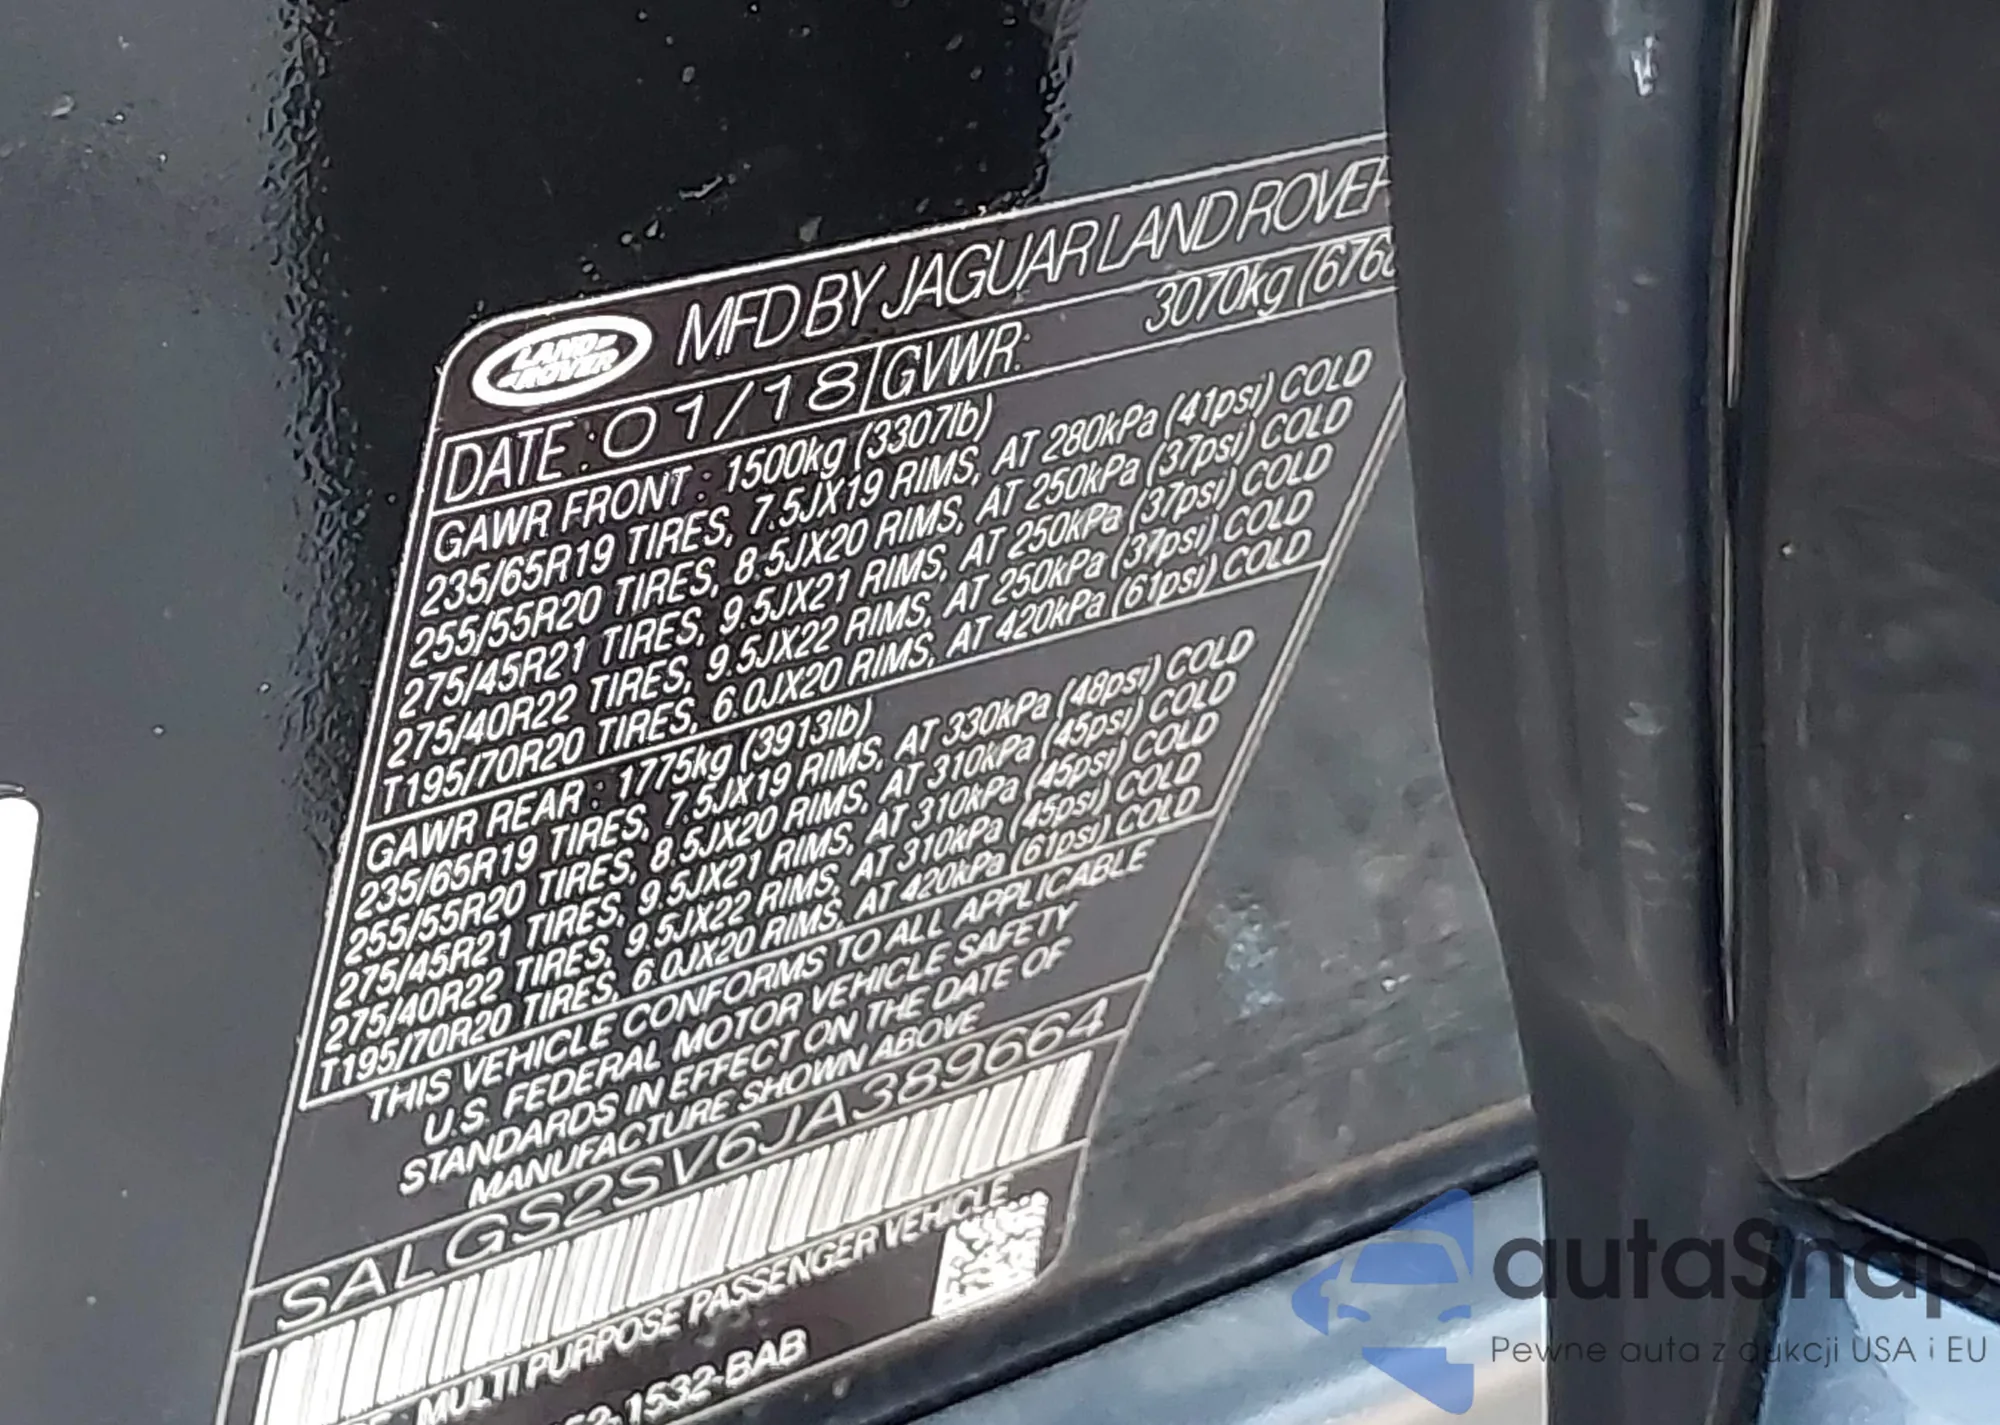 LAND ROVER MFD BY JAGUAR LAND ROVER
DATE: 01/18 GVWR: 3070kg (6768
GAWR FRONT : 1500kg (3307lb)
235/65R19 TIRES, 7.5JX19 RIMS, AT 280kPa (41psi) COLD
255/55R20 TIRES, 8.5JX20 RIMS, AT 250kPa (37psi) COLD
275/45R21 TIRES, 9.5JX21 RIMS, AT 250kPa (37psi) COLD
275/40R22 TIRES, 9.5JX22 RIMS, AT 250kPa (37psi) COLD
T195/70R20 TIRES, 6.0JX20 RIMS, AT 420kPa (61psi) COLD
GAWR REAR : 1775kg (3913lb)
235/65R19 TIRES, 7.5JX19 RIMS, AT 330kPa (48psi) COLD
255/55R20 TIRES, 8.5JX20 RIMS, AT 310kPa (45psi) COLD
275/45R21 TIRES, 9.5JX21 RIMS, AT 310kPa (45psi) COLD
275/40R22 TIRES, 9.5JX22 RIMS, AT 310kPa (45psi) COLD
T195/70R20 TIRES, 6.0JX20 RIMS, AT 420kPa (61psi) COLD
THIS VEHICLE CONFORMS TO ALL APPLICABLE
U.S. FEDERAL MOTOR VEHICLE SAFETY
STANDARDS IN EFFECT ON THE DATE OF
MANUFACTURE SHOWN ABOVE
SALGS2SV6JA389664
MULTI PURPOSE PASSENGER VEHICLE
1532-BAB
autaSnap
Pewne auta z aukcji USA i EU